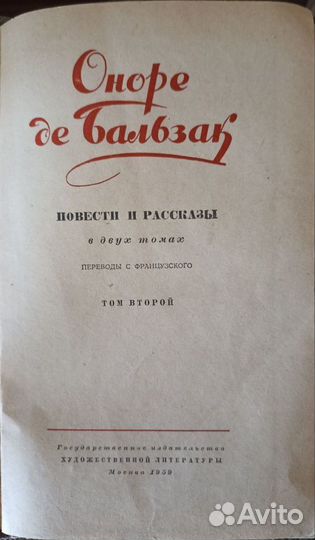 Оноре
де Бальзак
ПОВЕСТИ И РАССКАЗЫ
в двух томах
ПЕРЕВОДЫ С ФРАНЦУЗСКОГО
ТОМ ВТОРОЙ
Государственное издательство
ХУДОЖЕСТВЕННОЙ ЛИТЕРАТУРЫ
Москва 1959
Avito